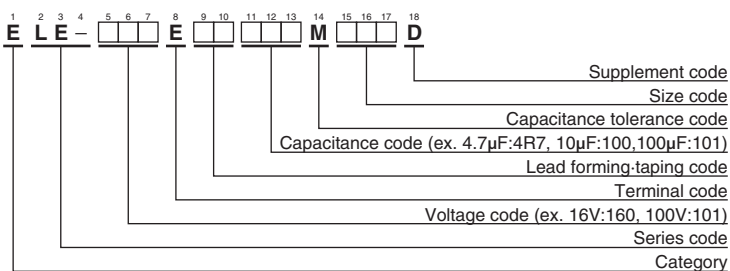 1 2 3 4 5 6 7 8 9 10 11 12 13 14 15 16 17 18
E L E – E M D
Supplement code
Size code
Capacitance tolerance code
Capacitance code (ex. 4.7µF:4R7, 10µF:100,100µF:101)
Lead forming·taping code
Terminal code
Voltage code (ex. 16V:160, 100V:101)
Series code
Category